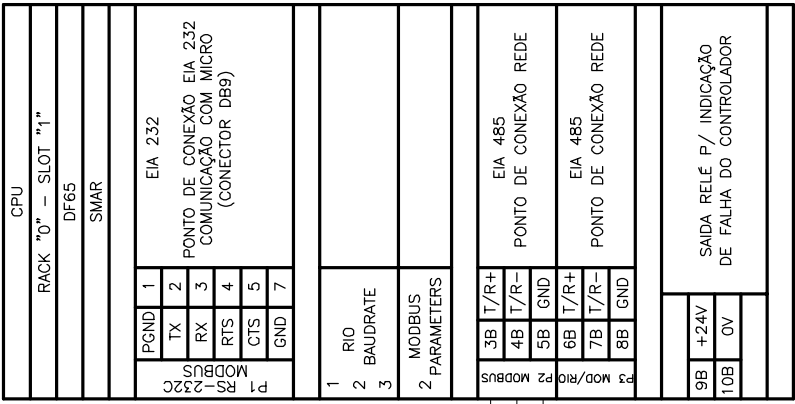 CPU
RACK "0" - SLOT "1"
DF65
SMAR
P1 RS-232C
MODBUS
PGND 1
TX 2
RX 3
RTS 4
CTS 5
GND 7
EIA 232
PONTO DE CONEXÃO EIA 232
COMUNICAÇÃO COM MICRO
(CONECTOR DB9)
1
2
3
RIO
BAUDRATE
2
MODBUS
PARAMETERS
P2 MODBUS
3B T/R+
4B T/R-
5B GND
EIA 485
PONTO DE CONEXÃO REDE
P3 MOD/RIO
6B T/R+
7B T/R-
8B GND
EIA 485
PONTO DE CONEXÃO REDE
9B +24V
10B 0V
SAIDA RELÉ P/ INDICAÇÃO
DE FALHA DO CONTROLADOR